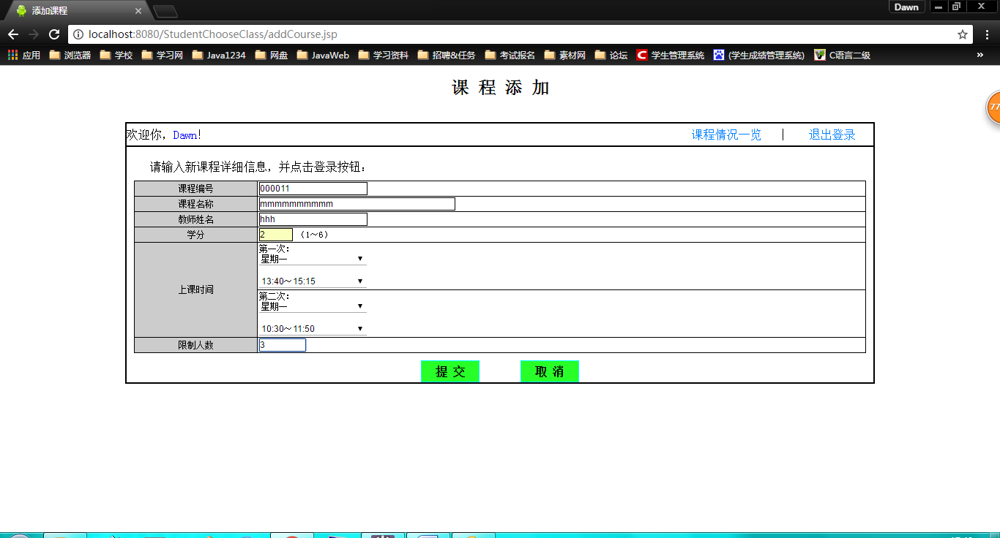 添加课程
Dawn
localhost:8080/StudentChooseClass/addCourse.jsp
应用 浏览器 学校 学习网 Java1234 网盘 JavaWeb 学习资料 招聘&任务 考试报名 素材网 论坛 学生管理系统 (学生成绩管理系统) C语言二级 »
课 程 添 加
77
欢迎你，Dawn! 课程情况一览 | 退出登录
请输入新课程详细信息，并点击登录按钮：
课程编号 000011
课程名称 mmmmmmmmmm
教师姓名 hhh
学分 2 （1～6）
上课时间
第一次：
星期一
13:40～15:15
第二次：
星期一
10:30～11:50
限制人数 3
提 交 取 消